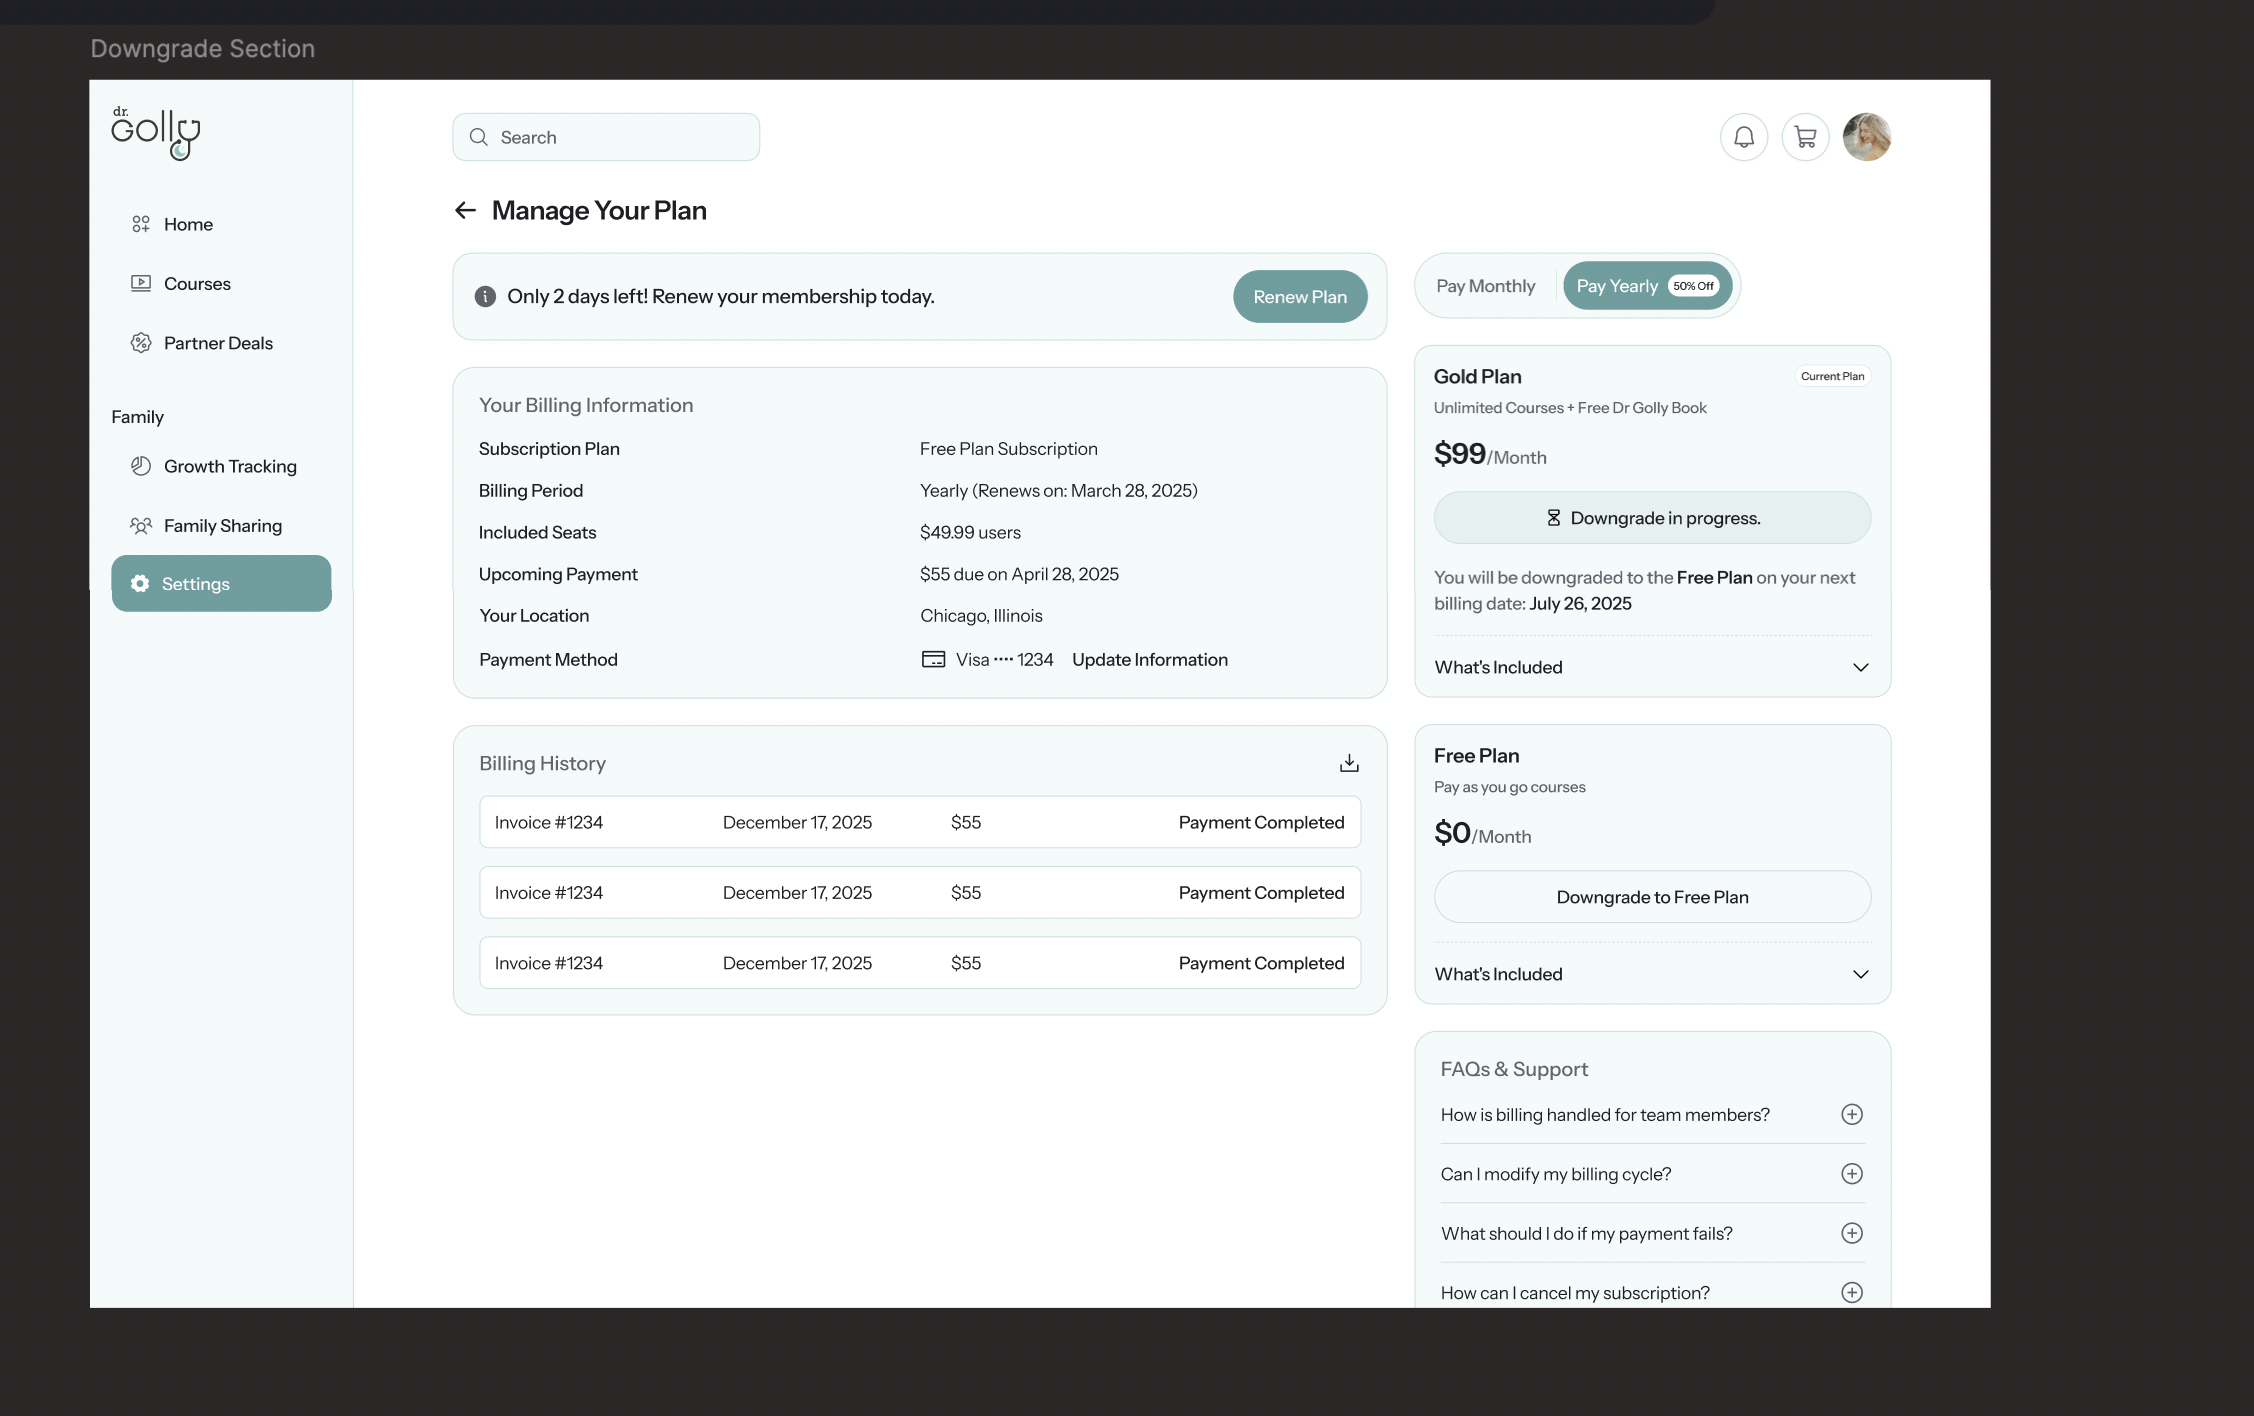 Downgrade Section
dr.
Golly
Search
Home
Courses
Partner Deals
Family
Growth Tracking
Family Sharing
Settings
Manage Your Plan
Only 2 days left! Renew your membership today.
Renew Plan
Your Billing Information
Subscription Plan Free Plan Subscription
Billing Period Yearly (Renews on: March 28, 2025)
Included Seats $49.99 users
Upcoming Payment $55 due on April 28, 2025
Your Location Chicago, Illinois
Payment Method Visa •••• 1234 Update Information
Billing History
Invoice #1234 December 17, 2025 $55 Payment Completed
Invoice #1234 December 17, 2025 $55 Payment Completed
Invoice #1234 December 17, 2025 $55 Payment Completed
Pay Monthly Pay Yearly 50% Off
Gold Plan Current Plan
Unlimited Courses + Free Dr Golly Book
$99/Month
Downgrade in progress.
You will be downgraded to the Free Plan on your next
billing date: July 26, 2025
What's Included
Free Plan
Pay as you go courses
$0/Month
Downgrade to Free Plan
What's Included
FAQs & Support
How is billing handled for team members?
Can I modify my billing cycle?
What should I do if my payment fails?
How can I cancel my subscription?